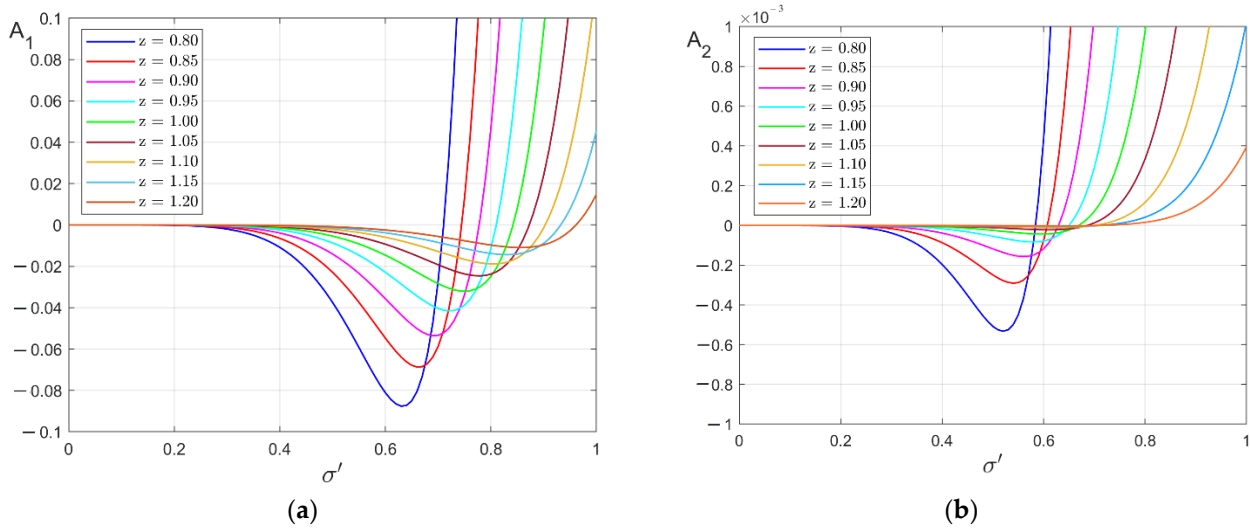 A1
0.1
0.08
0.06
0.04
0.02
0
−0.02
−0.04
−0.06
−0.08
−0.1
z = 0.80
z = 0.85
z = 0.90
z = 0.95
z = 1.00
z = 1.05
z = 1.10
z = 1.15
z = 1.20
0 0.2 0.4 0.6 0.8 1
σ′
(a)
×10−3
A2
1
0.8
0.6
0.4
0.2
0
−0.2
−0.4
−0.6
−0.8
−1
z = 0.80
z = 0.85
z = 0.90
z = 0.95
z = 1.00
z = 1.05
z = 1.10
z = 1.15
z = 1.20
0 0.2 0.4 0.6 0.8 1
σ′
(b)